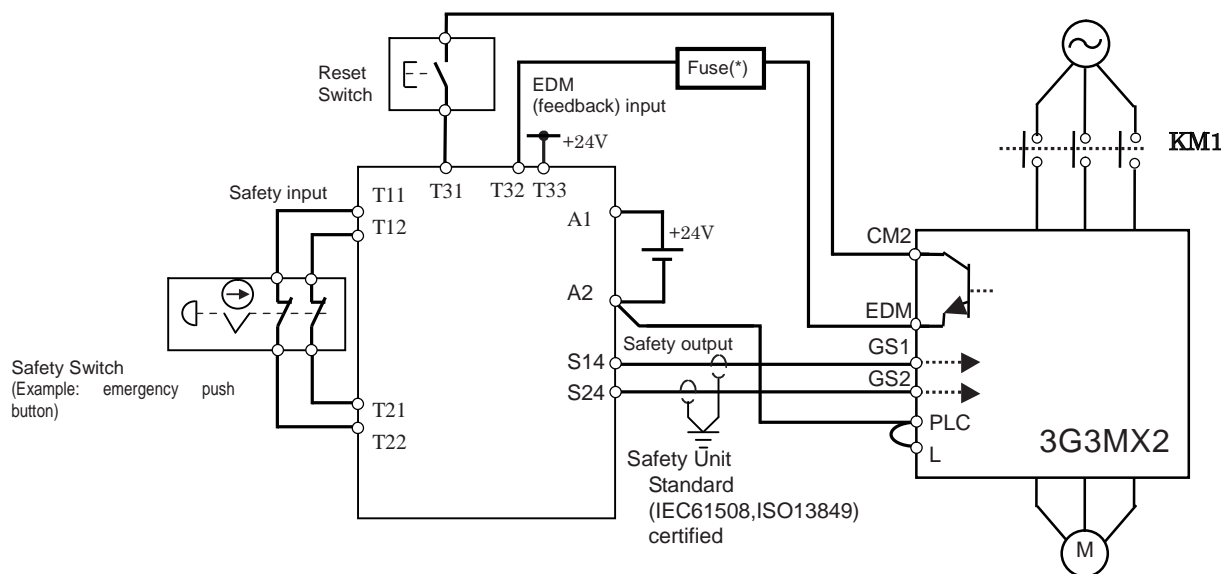 Reset
Switch
EDM
(feedback) input
Fuse(*)
+24V
KM1
Safety input
T11
T31
T32
T33
T12
A1
+24V
CM2
A2
EDM
Safety output
GS1
S14
GS2
S24
Safety Switch
(Example: emergency push
button)
T21
T22
PLC
L
3G3MX2
Safety Unit
Standard
(IEC61508,ISO13849)
certified
M